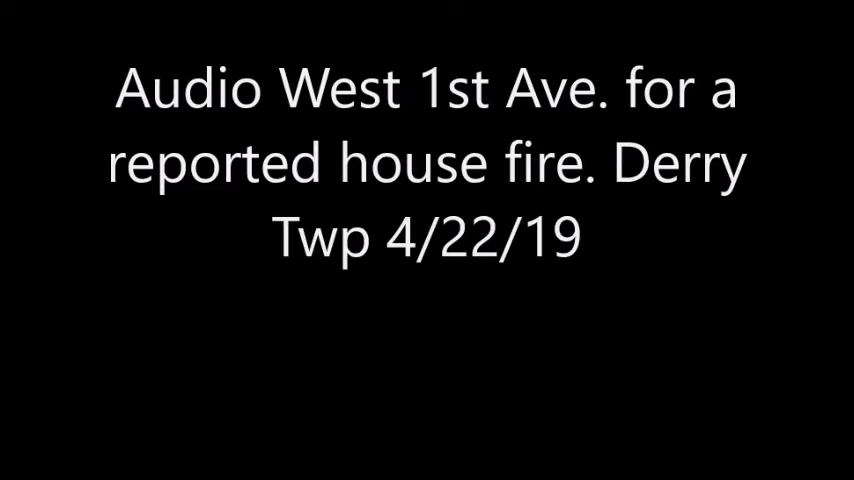 Audio West 1st Ave. for a
reported house fire. Derry
Twp 4/22/19